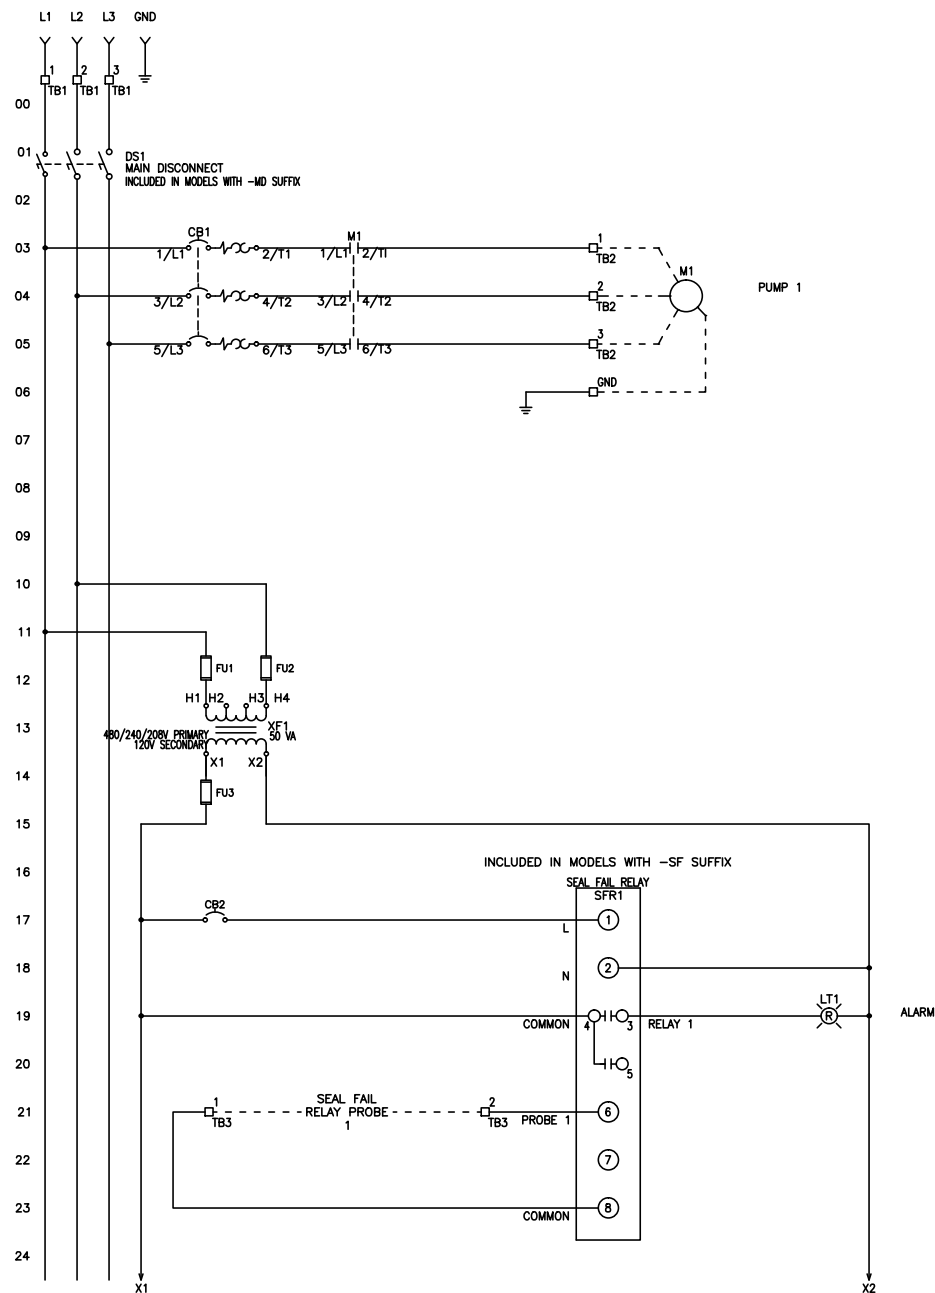 L1 L2 L3 GND
1 2 3
TB1 TB1 TB1
00
01
DS1
MAIN DISCONNECT
INCLUDED IN MODELS WITH -MD SUFFIX
02
CB1 M1
03 1/L1 2/T1 1/L1 2/TI 1 TB2
M1
04 3/L2 4/T2 3/L2 4/T2 2 TB2 PUMP 1
05 5/L3 6/T3 5/L3 6/T3 3 TB2
06 GND
07
08
09
10
11
FU1 FU2
12
H1 H2 H3 H4
13 XF1
480/240/208V PRIMARY 50 VA
120V SECONDARY
X1 X2
14
FU3
15
16 INCLUDED IN MODELS WITH -SF SUFFIX
SEAL FAIL RELAY
SFR1
CB2
17 L 1
18 N 2
LT1
19 COMMON 4 3 RELAY 1 R ALARM
20 5
SEAL FAIL
21 1 TB3 RELAY PROBE 2 TB3 PROBE 1 6
1
22 7
23 COMMON 8
24
X1 X2